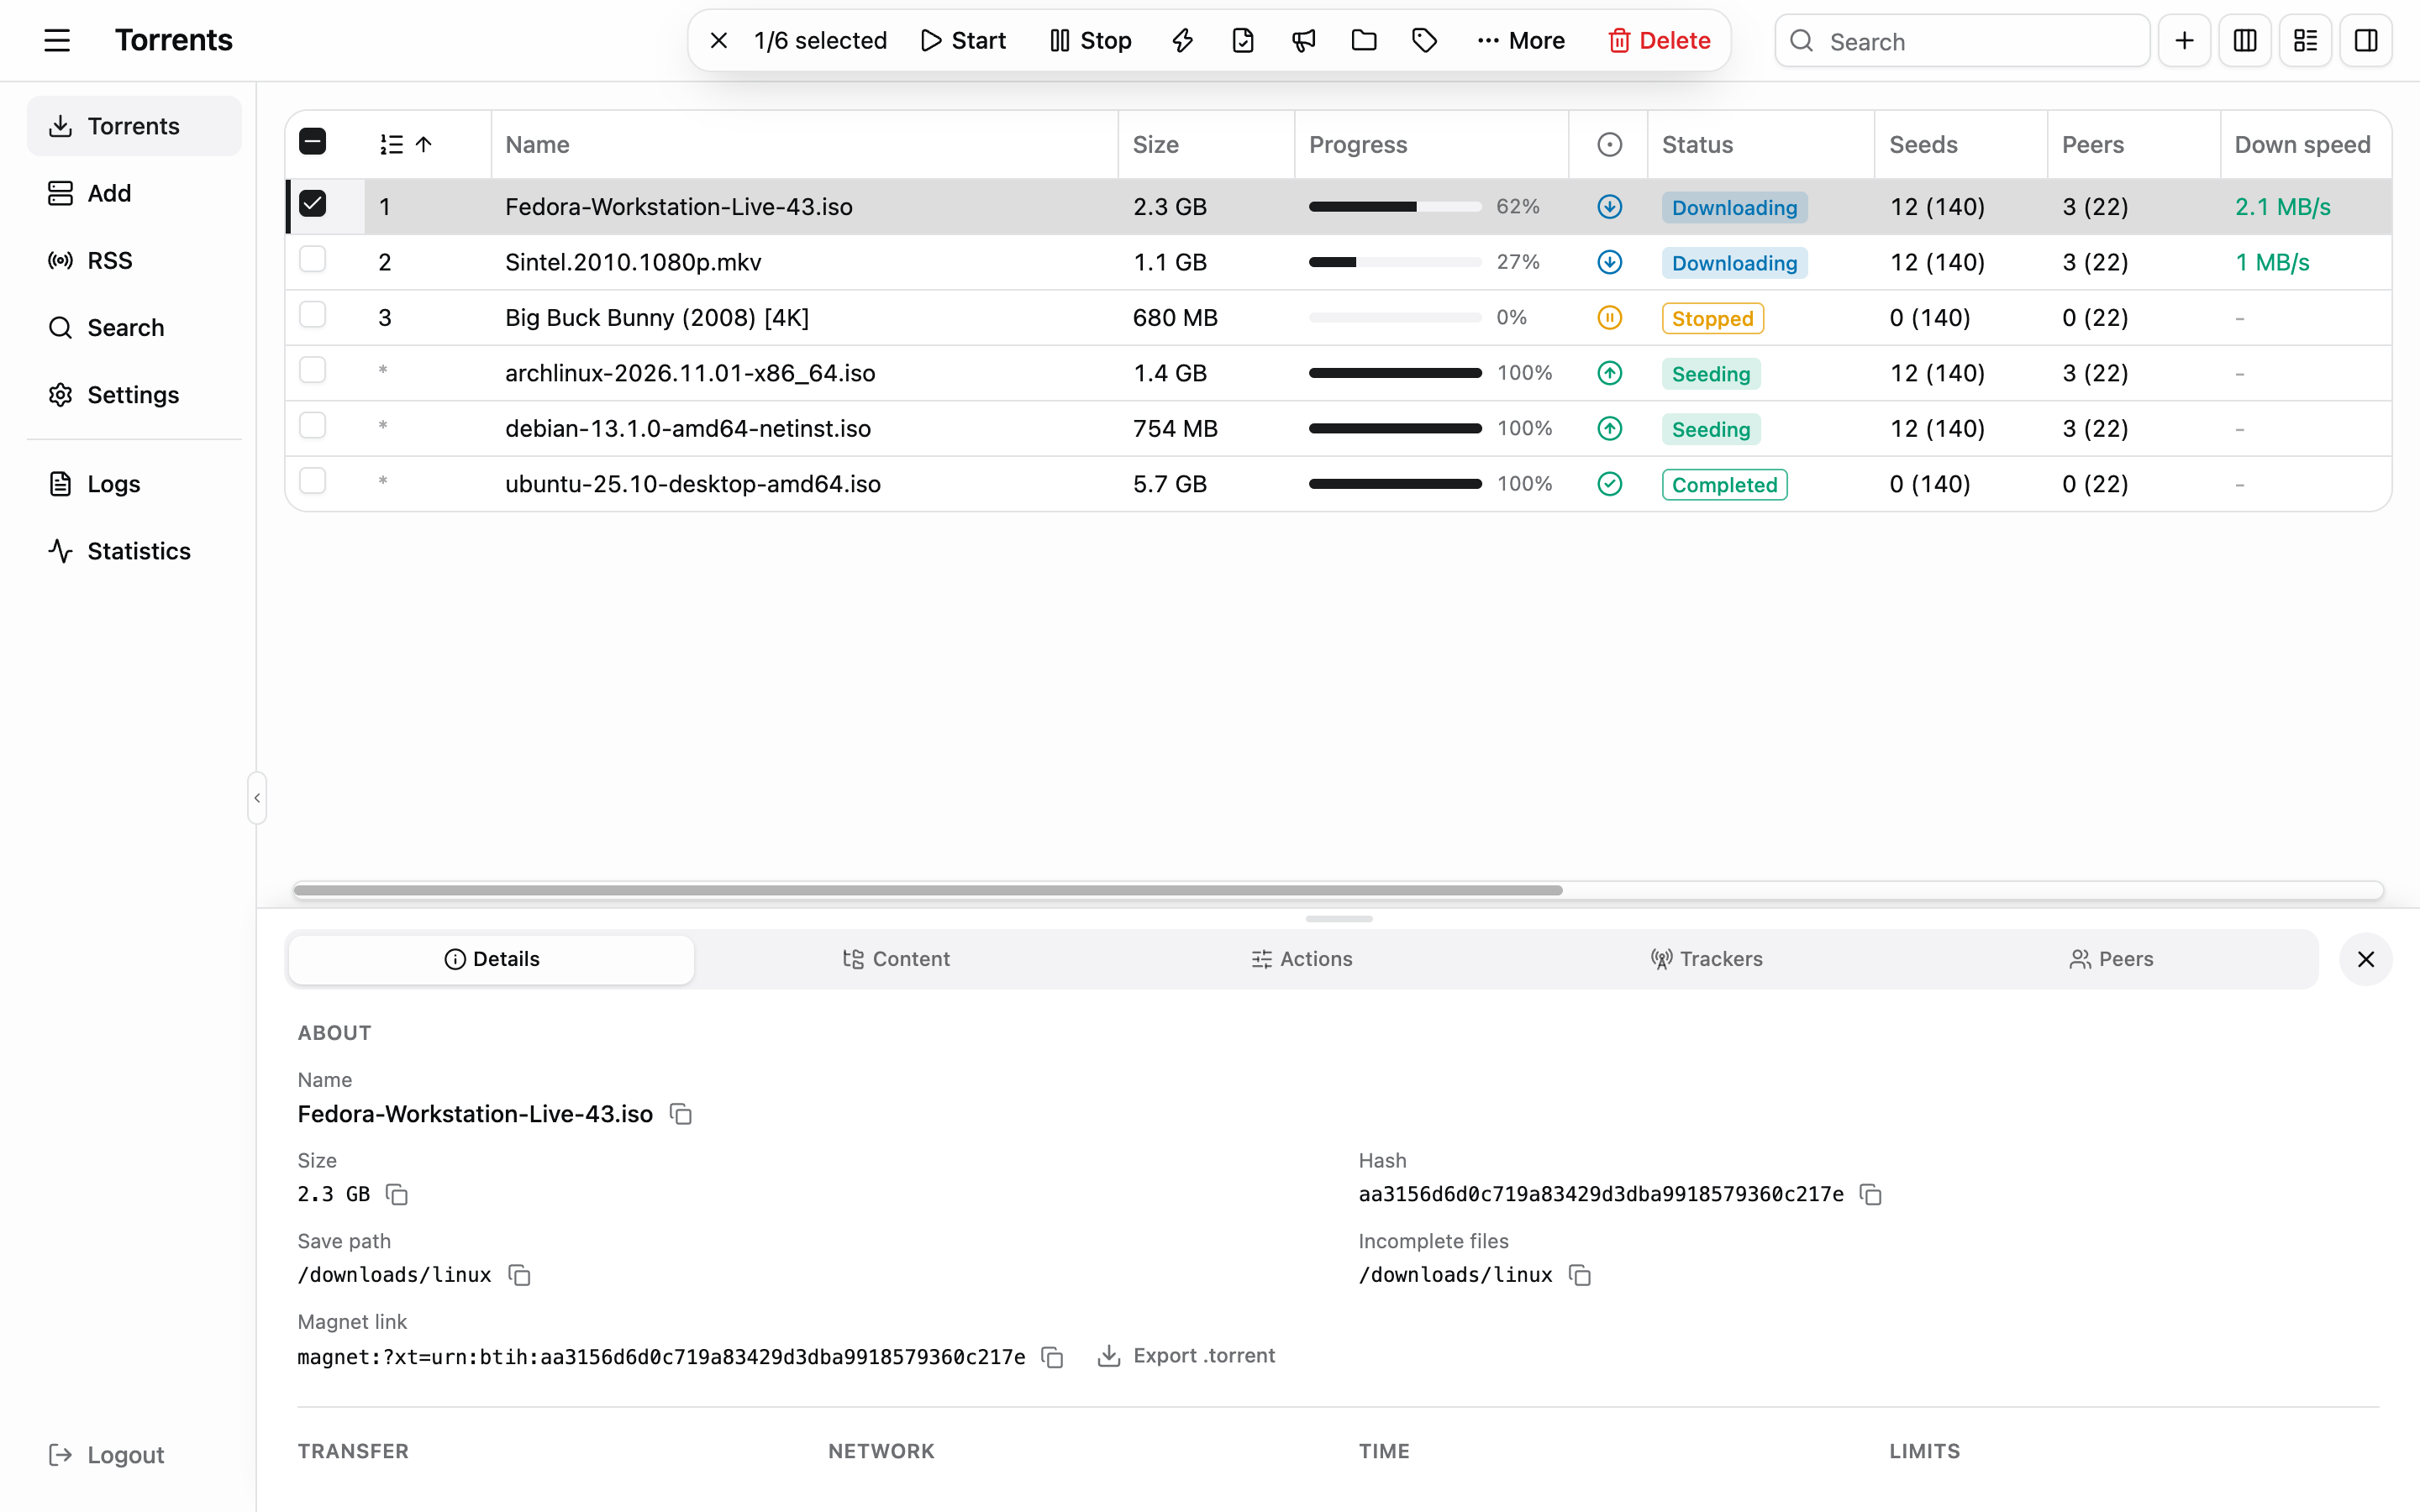 Torrents
1/6 selected Start Stop More Delete
Search
Torrents
Add
RSS
Search
Settings
Logs
Statistics
Logout
Name Size Progress Status Seeds Peers Down speed
1 Fedora-Workstation-Live-43.iso 2.3 GB 62% Downloading 12 (140) 3 (22) 2.1 MB/s
2 Sintel.2010.1080p.mkv 1.1 GB 27% Downloading 12 (140) 3 (22) 1 MB/s
3 Big Buck Bunny (2008) [4K] 680 MB 0% Stopped 0 (140) 0 (22) -
* archlinux-2026.11.01-x86_64.iso 1.4 GB 100% Seeding 12 (140) 3 (22) -
* debian-13.1.0-amd64-netinst.iso 754 MB 100% Seeding 12 (140) 3 (22) -
* ubuntu-25.10-desktop-amd64.iso 5.7 GB 100% Completed 0 (140) 0 (22) -
Details Content Actions Trackers Peers
ABOUT
Name
Fedora-Workstation-Live-43.iso
Size Hash
2.3 GB aa3156d6d0c719a83429d3dba9918579360c217e
Save path Incomplete files
/downloads/linux /downloads/linux
Magnet link
magnet:?xt=urn:btih:aa3156d6d0c719a83429d3dba9918579360c217e Export .torrent
TRANSFER NETWORK TIME LIMITS